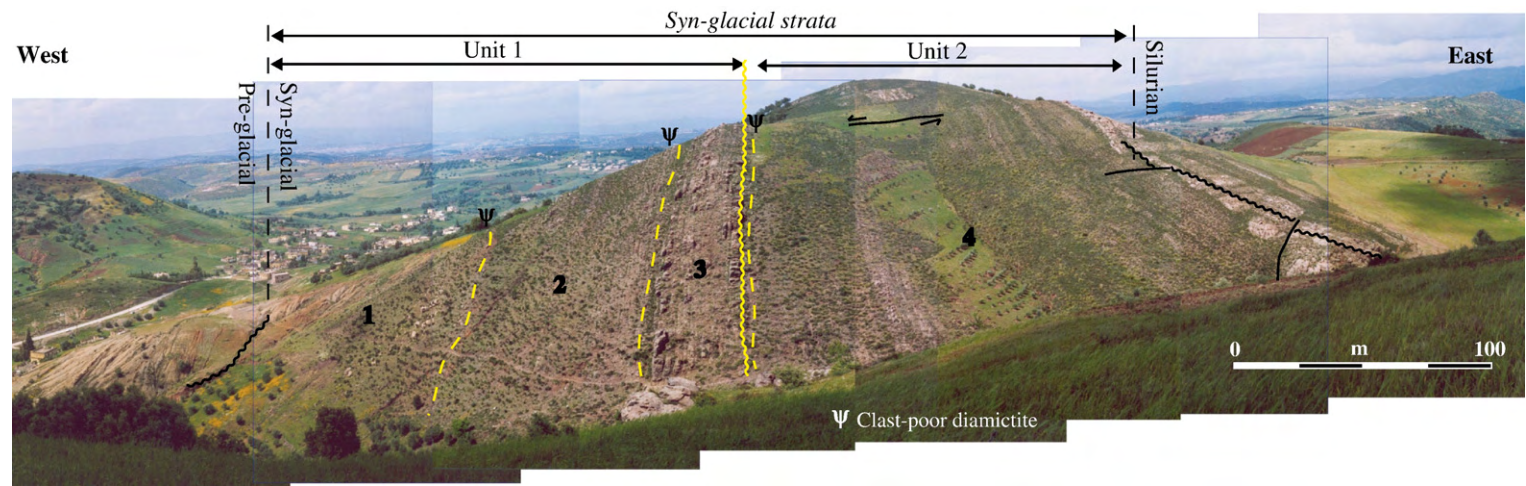 Syn-glacial strata
West
Unit 1
Unit 2
East
Pre-glacial
Syn-glacial
Silurian
ψ
ψ
ψ
1
2
3
4
0 m 100
ψ Clast-poor diamictite